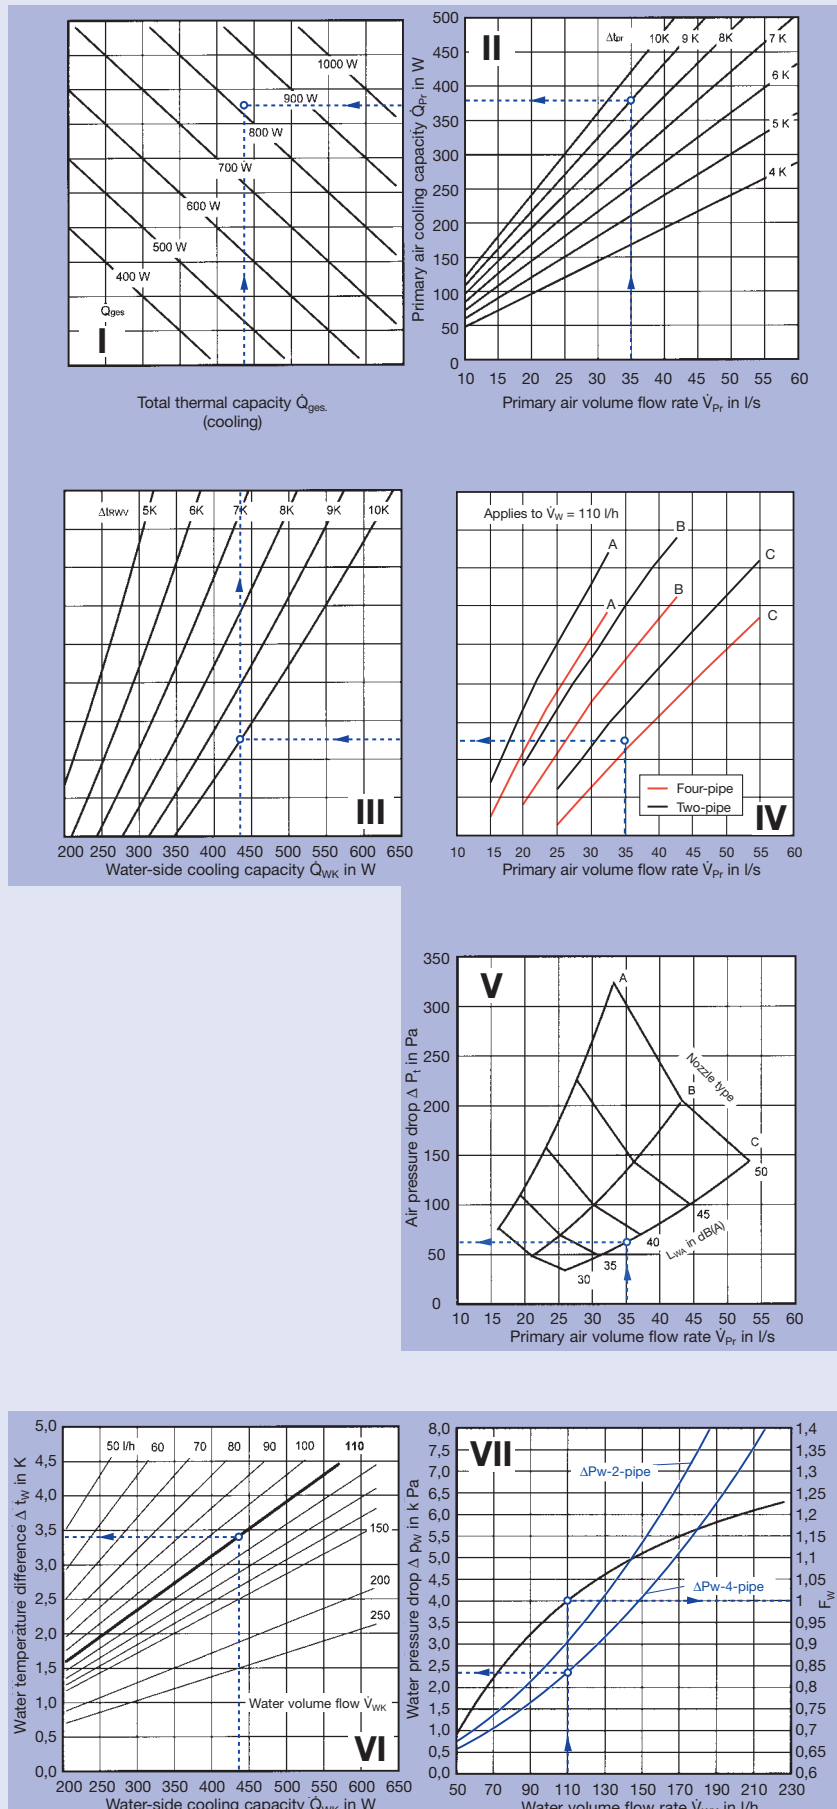 1000 W
900 W
800 W
700 W
600 W
500 W
400 W
Q̇ges
I
Total thermal capacity Q̇ges.
(cooling)
II
Δtpr
10K
9 K
8K
7 K
6 K
5 K
4 K
Primary air cooling capacity Q̇Pr in W
500
450
400
350
300
250
200
150
100
50
0
10 15 20 25 30 35 40 45 50 55 60
Primary air volume flow rate V̇Pr in l/s
ΔtRWV 5K 6K 7K 8K 9K 10K
III
200 250 300 350 400 450 500 550 600 650
Water-side cooling capacity Q̇WK in W
Applies to V̇W = 110 l/h
A
B
C
A
B
C
Four-pipe
Two-pipe
IV
10 15 20 25 30 35 40 45 50 55 60
Primary air volume flow rate V̇Pr in l/s
V
Air pressure drop Δ Pt in Pa
350
300
250
200
150
100
50
0
A
Nozzle type
B
C
50
45
40
35
30
LWA in dB(A)
10 15 20 25 30 35 40 45 50 55 60
Primary air volume flow rate V̇Pr in l/s
Water temperature difference Δ tW in K
5,0
4,5
4,0
3,5
3,0
2,5
2,0
1,5
1,0
0,5
0,0
50 l/h 60 70 80 90 100 110
150
200
250
Water volume flow V̇WK
VI
200 250 300 350 400 450 500 550 600 650
Water-side cooling capacity Q̇WK in W
VII
Water pressure drop Δ pW in k Pa
8,0
7,5
7,0
6,5
6,0
5,5
5,0
4,5
4,0
3,5
3,0
2,5
2,0
1,5
1,0
0,5
0,0
ΔPw-2-pipe
ΔPw-4-pipe
1,4
1,35
1,3
1,25
1,2
1,15
1,1
1,05
1
0,95
0,9
0,85
0,8
0,75
0,7
0,65
0,6
FW
50 70 90 110 130 150 170 190 210 230
Water volume flow rate in l/h